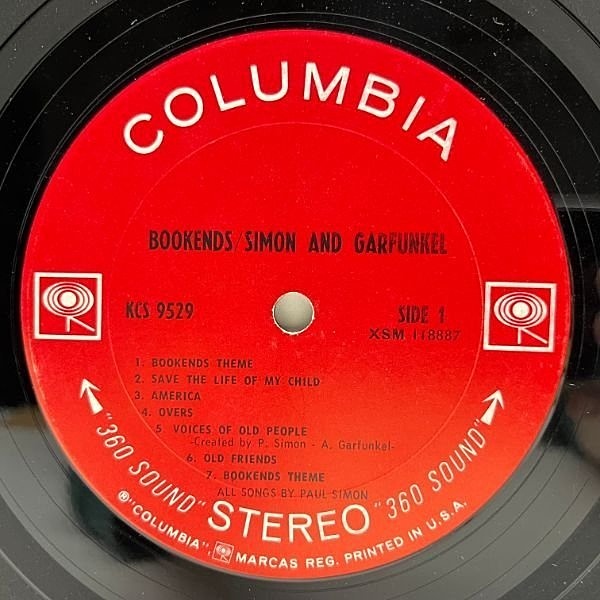 COLUMBIA
BOOKENDS/SIMON AND GARFUNKEL
KCS 9529
SIDE 1
XSM 118887
1. BOOKENDS THEME
2. SAVE THE LIFE OF MY CHILD
3. AMERICA
4. OVERS
5. VOICES OF OLD PEOPLE
-Created by P. Simon - A. Garfunkel-
6. OLD FRIENDS
7. BOOKENDS THEME
ALL SONGS BY PAUL SIMON
"360 SOUND" STEREO "360 SOUND"
® "COLUMBIA", MARCAS REG. PRINTED IN U.S.A.